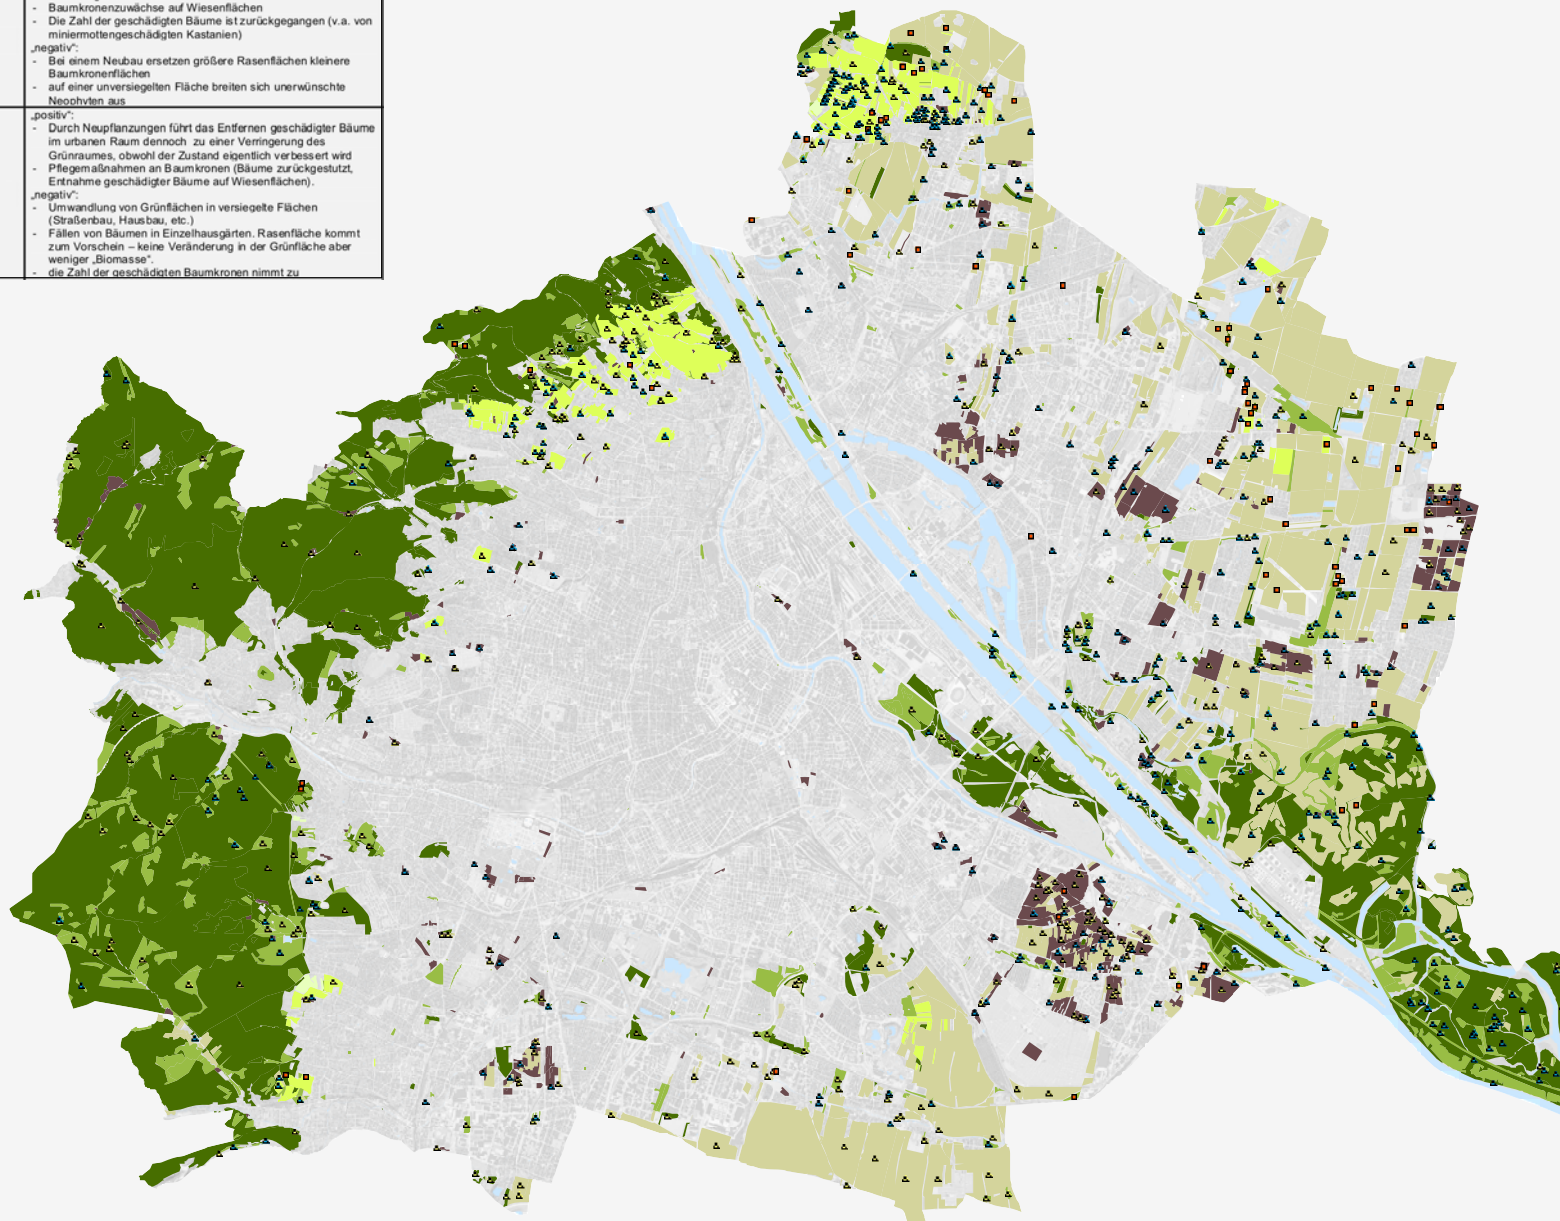 - Baumkronenzuwächse auf Wiesenflächen
- Die Zahl der geschädigten Bäume ist zurückgegangen (v.a. von
miniermottengeschädigten Kastanien)
„negativ":
- Bei einem Neubau ersetzen größere Rasenflächen kleinere
Baumkronenflächen
- auf einer unversiegelten Fläche breiten sich unerwünschte
Neophyten aus
„positiv":
- Durch Neupflanzungen führt das Entfernen geschädigter Bäume
im urbanen Raum dennoch zu einer Verringerung des
Grünraumes, obwohl der Zustand eigentlich verbessert wird
- Pflegemaßnahmen an Baumkronen (Bäume zurückgestutzt,
Entnahme geschädigter Bäume auf Wiesenflächen).
„negativ":
- Umwandlung von Grünflächen in versiegelte Flächen
(Straßenbau, Hausbau, etc.)
- Fällen von Bäumen in Einzelhausgärten. Rasenfläche kommt
zum Vorschein – keine Veränderung in der Grünfläche aber
weniger „Biomasse".
- die Zahl der geschädigten Baumkronen nimmt zu